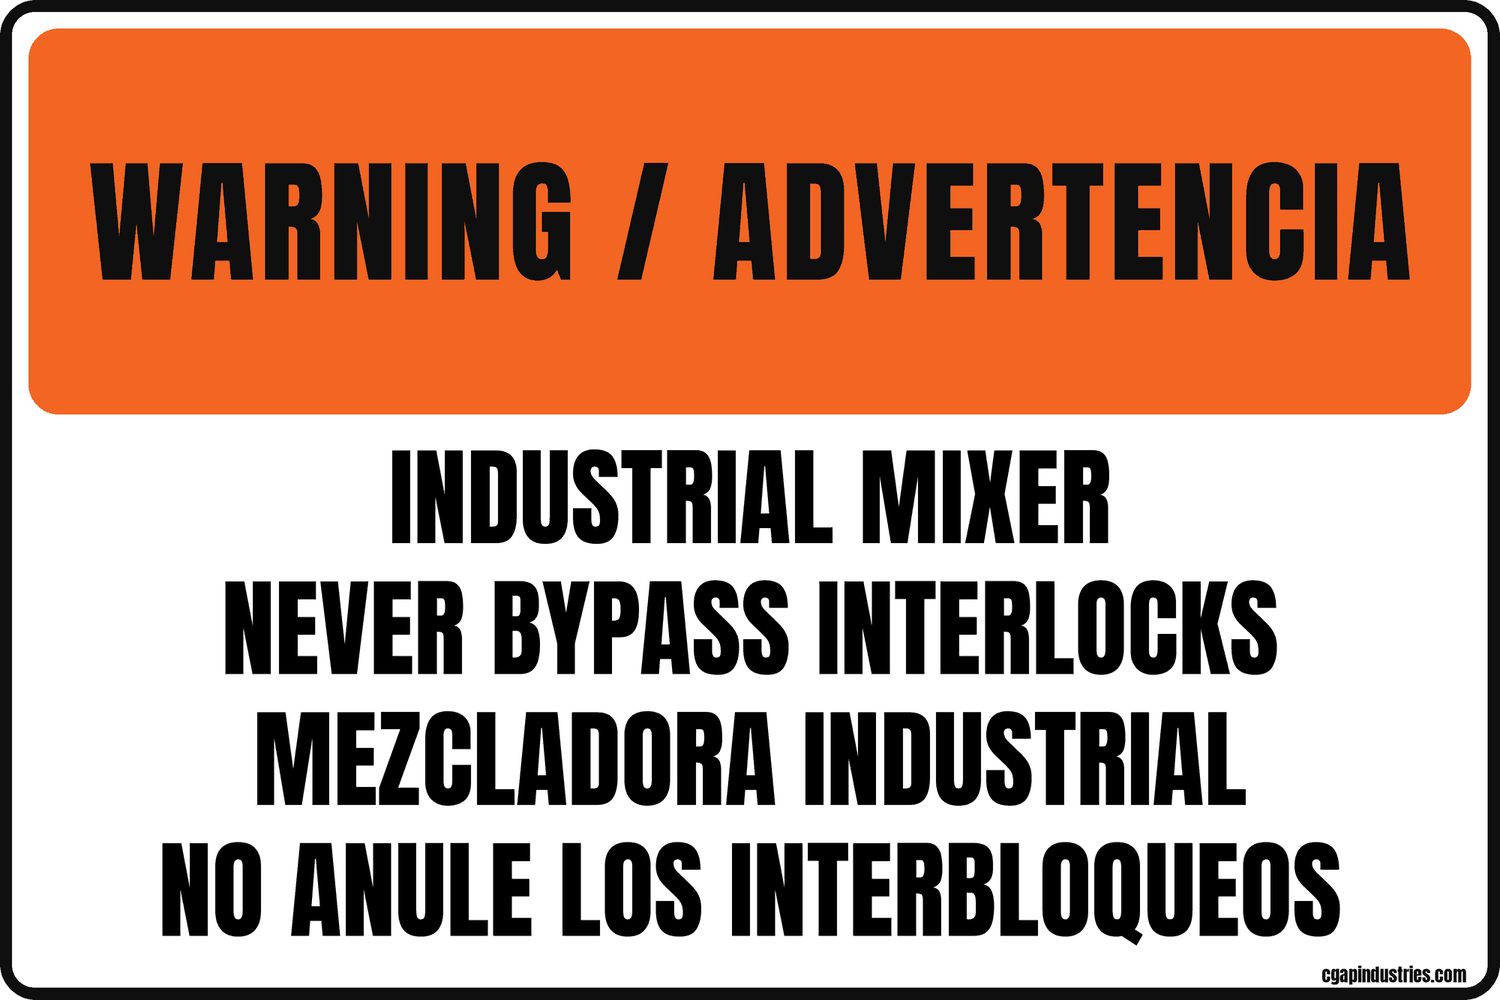 WARNING / ADVERTENCIA
INDUSTRIAL MIXER
NEVER BYPASS INTERLOCKS
MEZCLADORA INDUSTRIAL
NO ANULE LOS INTERBLOQUEOS
cgapindustries.com